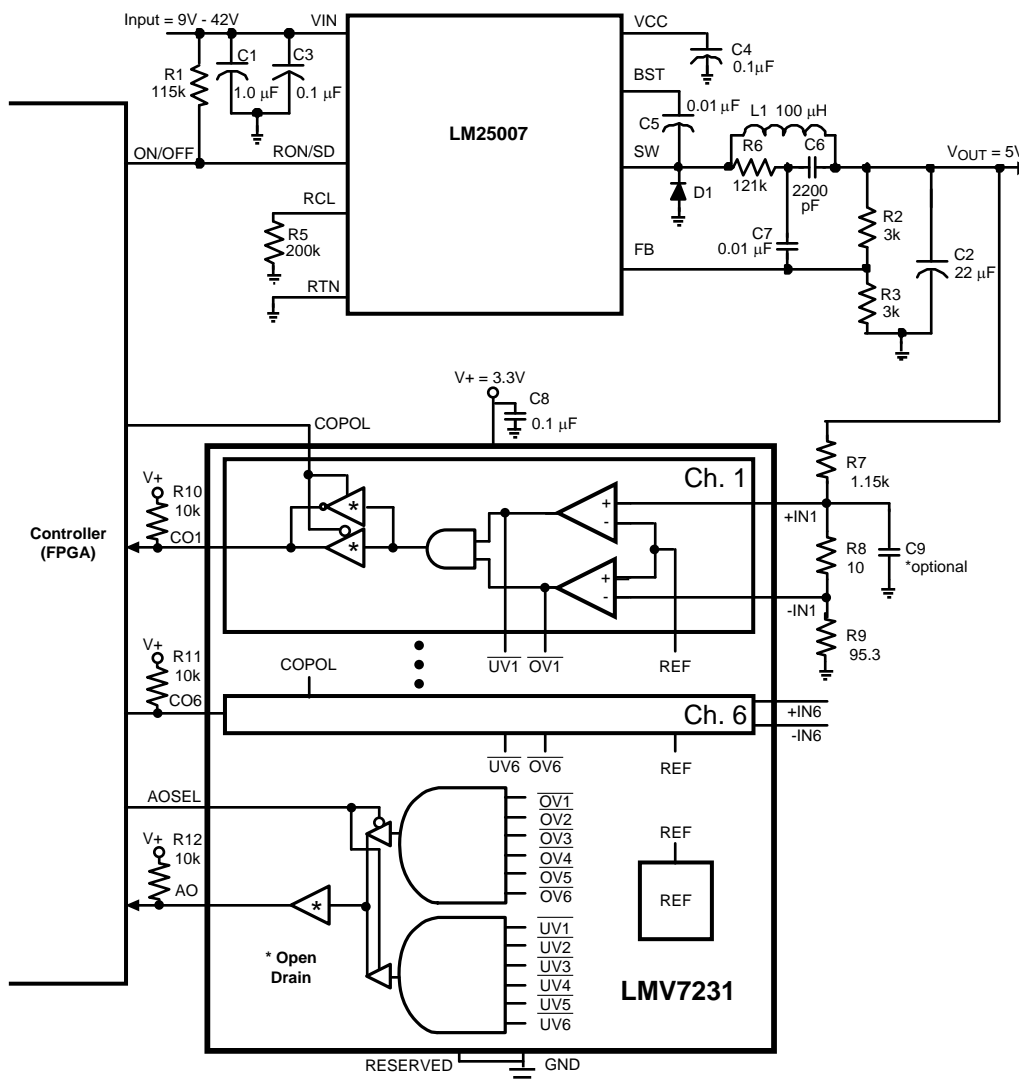 Input = 9V - 42V
VIN
VCC
C1
C3
C4
0.1μF
R1
115k
1.0 μF
0.1 μF
BST
0.01 μF
C5
L1 100 μH
LM25007
ON/OFF
RON/SD
SW
R6
C6
121k
2200
pF
VOUT = 5V
D1
RCL
R5
200k
C7
0.01 μF
R2
3k
FB
C2
22 μF
RTN
R3
3k
V+ = 3.3V
C8
0.1 μF
COPOL
Ch. 1
R7
1.15k
V+
R10
10k
*
+
-
+IN1
Controller
(FPGA)
CO1
*
R8
10
C9
*optional
+
-
-IN1
R9
95.3
V+
R11
10k
COPOL
UV1
OV1
REF
CO6
Ch. 6
+IN6
-IN6
UV6
OV6
REF
AOSEL
OV1
OV2
OV3
OV4
OV5
OV6
V+
R12
10k
REF
REF
AO
*
UV1
UV2
UV3
UV4
UV5
UV6
* Open
Drain
LMV7231
RESERVED
GND